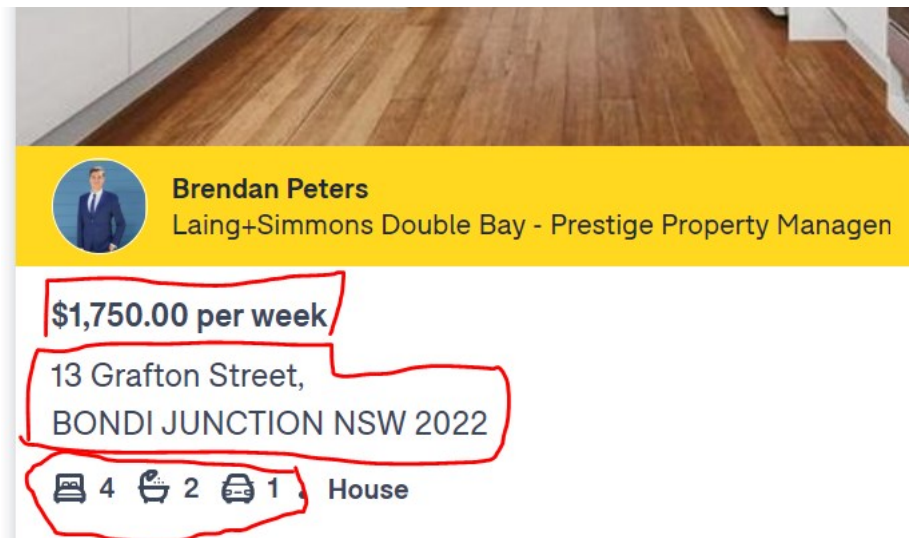 Brendan Peters
Laing+Simmons Double Bay - Prestige Property Managen
$1,750.00 per week
13 Grafton Street,
BONDI JUNCTION NSW 2022
4 2 1 . House